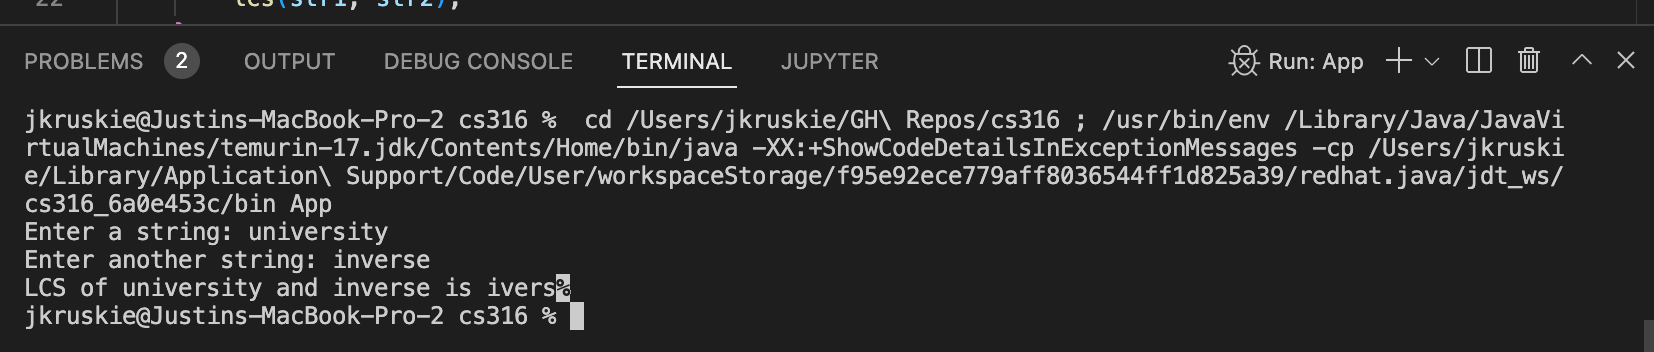 22 lcs(str1, str2);
PROBLEMS 2 OUTPUT DEBUG CONSOLE TERMINAL JUPYTER Run: App
jkruskie@Justins-MacBook-Pro-2 cs316 %  cd /Users/jkruskie/GH\ Repos/cs316 ; /usr/bin/env /Library/Java/JavaVi
rtualMachines/temurin-17.jdk/Contents/Home/bin/java -XX:+ShowCodeDetailsInExceptionMessages -cp /Users/jkruski
e/Library/Application\ Support/Code/User/workspaceStorage/f95e92ece779aff8036544ff1d825a39/redhat.java/jdt_ws/
cs316_6a0e453c/bin App
Enter a string: university
Enter another string: inverse
LCS of university and inverse is ivers%
jkruskie@Justins-MacBook-Pro-2 cs316 %